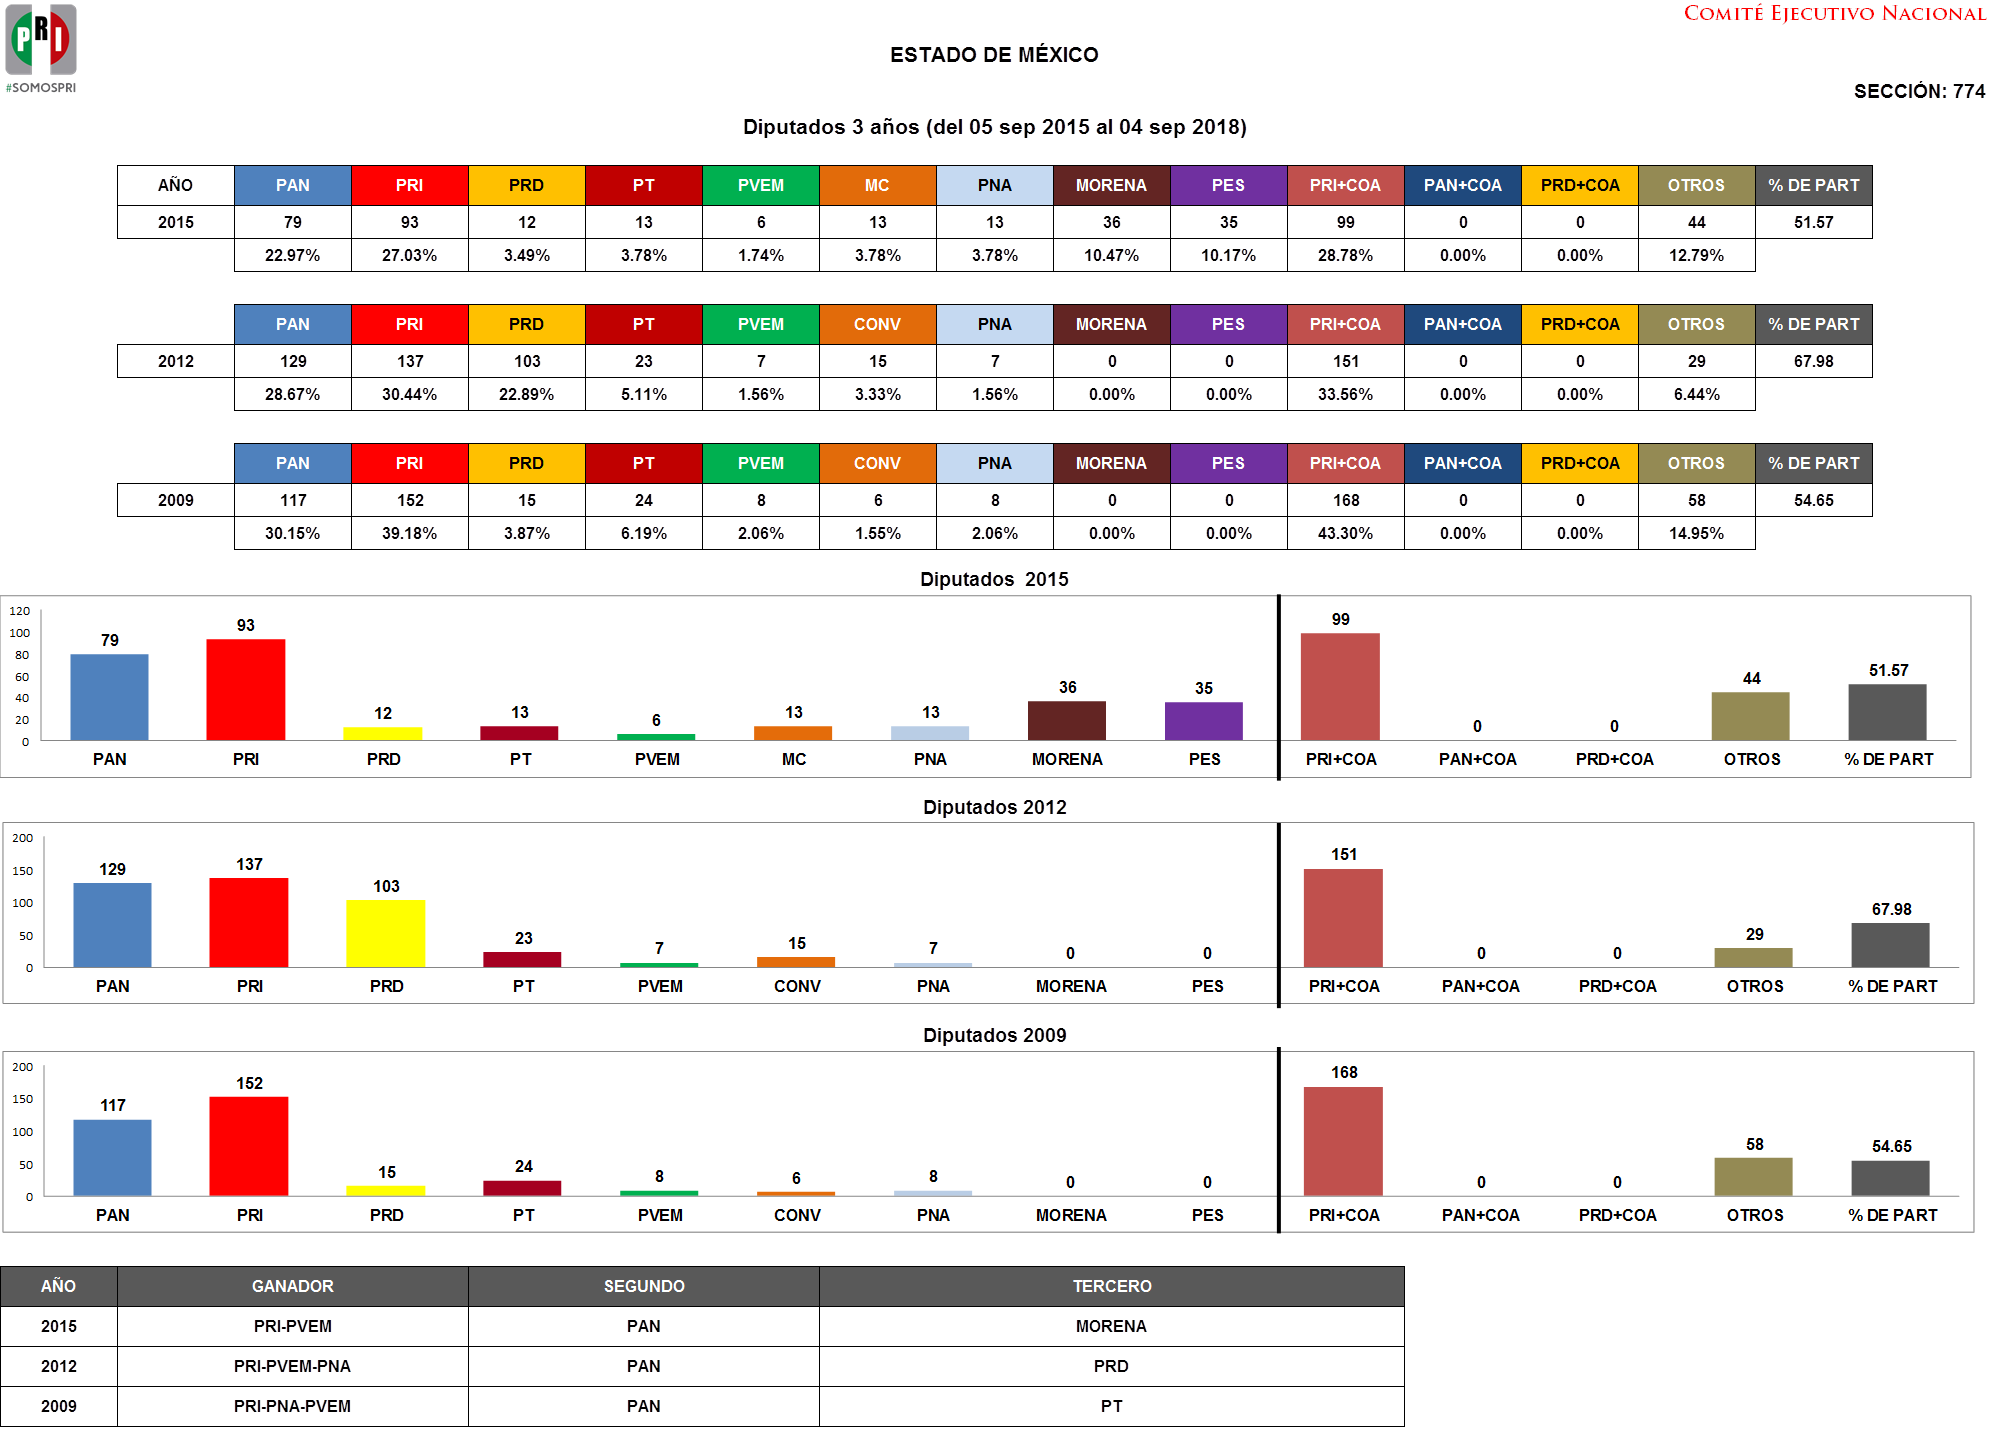 PRI
#SOMOSPRI
COMITÉ EJECUTIVO NACIONAL
ESTADO DE MÉXICO
SECCIÓN: 774
Diputados 3 años (del 05 sep 2015 al 04 sep 2018)
AÑO PAN PRI PRD PT PVEM MC PNA MORENA PES PRI+COA PAN+COA PRD+COA OTROS % DE PART
2015 79 93 12 13 6 13 13 36 35 99 0 0 44 51.57
22.97% 27.03% 3.49% 3.78% 1.74% 3.78% 3.78% 10.47% 10.17% 28.78% 0.00% 0.00% 12.79%
PAN PRI PRD PT PVEM CONV PNA MORENA PES PRI+COA PAN+COA PRD+COA OTROS % DE PART
2012 129 137 103 23 7 15 7 0 0 151 0 0 29 67.98
28.67% 30.44% 22.89% 5.11% 1.56% 3.33% 1.56% 0.00% 0.00% 33.56% 0.00% 0.00% 6.44%
PAN PRI PRD PT PVEM CONV PNA MORENA PES PRI+COA PAN+COA PRD+COA OTROS % DE PART
2009 117 152 15 24 8 6 8 0 0 168 0 0 58 54.65
30.15% 39.18% 3.87% 6.19% 2.06% 1.55% 2.06% 0.00% 0.00% 43.30% 0.00% 0.00% 14.95%
Diputados 2015
120
100
80
60
40
20
0
79 93 12 13 6 13 13 36 35 99 0 0 44 51.57
PAN PRI PRD PT PVEM MC PNA MORENA PES PRI+COA PAN+COA PRD+COA OTROS % DE PART
Diputados 2012
200
150
100
50
0
129 137 103 23 7 15 7 0 0 151 0 0 29 67.98
PAN PRI PRD PT PVEM CONV PNA MORENA PES PRI+COA PAN+COA PRD+COA OTROS % DE PART
Diputados 2009
200
150
100
50
0
117 152 15 24 8 6 8 0 0 168 0 0 58 54.65
PAN PRI PRD PT PVEM CONV PNA MORENA PES PRI+COA PAN+COA PRD+COA OTROS % DE PART
AÑO GANADOR SEGUNDO TERCERO
2015 PRI-PVEM PAN MORENA
2012 PRI-PVEM-PNA PAN PRD
2009 PRI-PNA-PVEM PAN PT